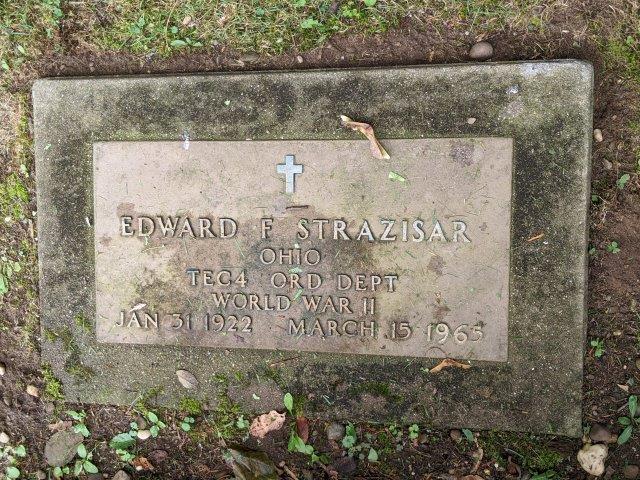 EDWARD F STRAZISAR
OHIO
TEC4 ORD DEPT
WORLD WAR II
JAN 31 1922 MARCH 15 1965